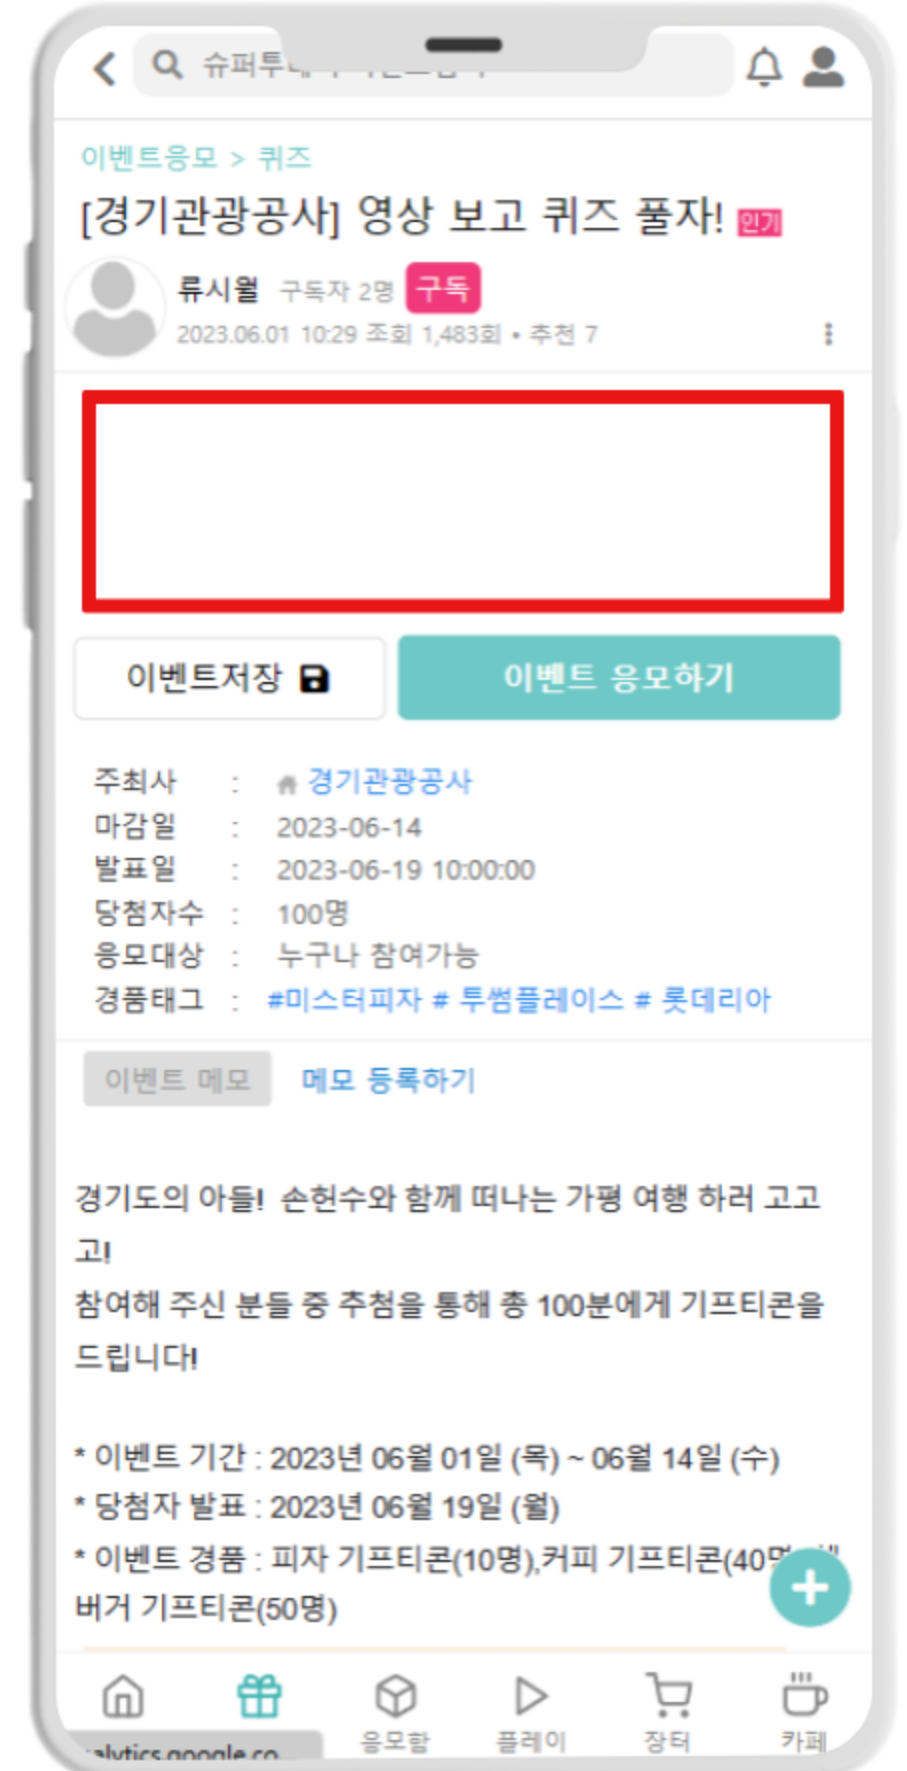 슈퍼투
이벤트응모 > 퀴즈
[경기관광공사] 영상 보고 퀴즈 풀자! 인기
류시월 구독자 2명 구독
2023.06.01 10:29 조회 1,483회 • 추천 7
이벤트저장
이벤트 응모하기
주최사 : 경기관광공사
마감일 : 2023-06-14
발표일 : 2023-06-19 10:00:00
당첨자수 : 100명
응모대상 : 누구나 참여가능
경품태그 : #미스터피자 # 투썸플레이스 # 롯데리아
이벤트 메모 메모 등록하기
경기도의 아들! 손헌수와 함께 떠나는 가평 여행 하러 고고
고!
참여해 주신 분들 중 추첨을 통해 총 100분에게 기프티콘을
드립니다!
* 이벤트 기간 : 2023년 06월 01일 (목) ~ 06월 14일 (수)
* 당첨자 발표 : 2023년 06월 19일 (월)
* 이벤트 경품 : 피자 기프티콘(10명),커피 기프티콘(40명
버거 기프티콘(50명)
응모함 플레이 장터 카페